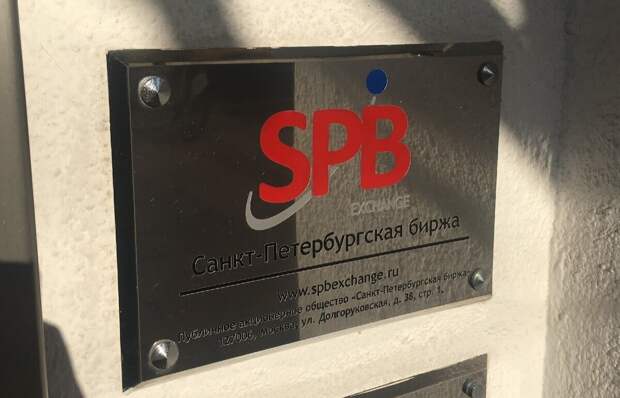 SPB
EXCHANGE
Санкт-Петербургская биржа
www.spbexchange.ru
Публичное акционерное общество «Санкт-Петербургская биржа»
127006, Москва, ул. Долгоруковская, д. 38, стр. 1.